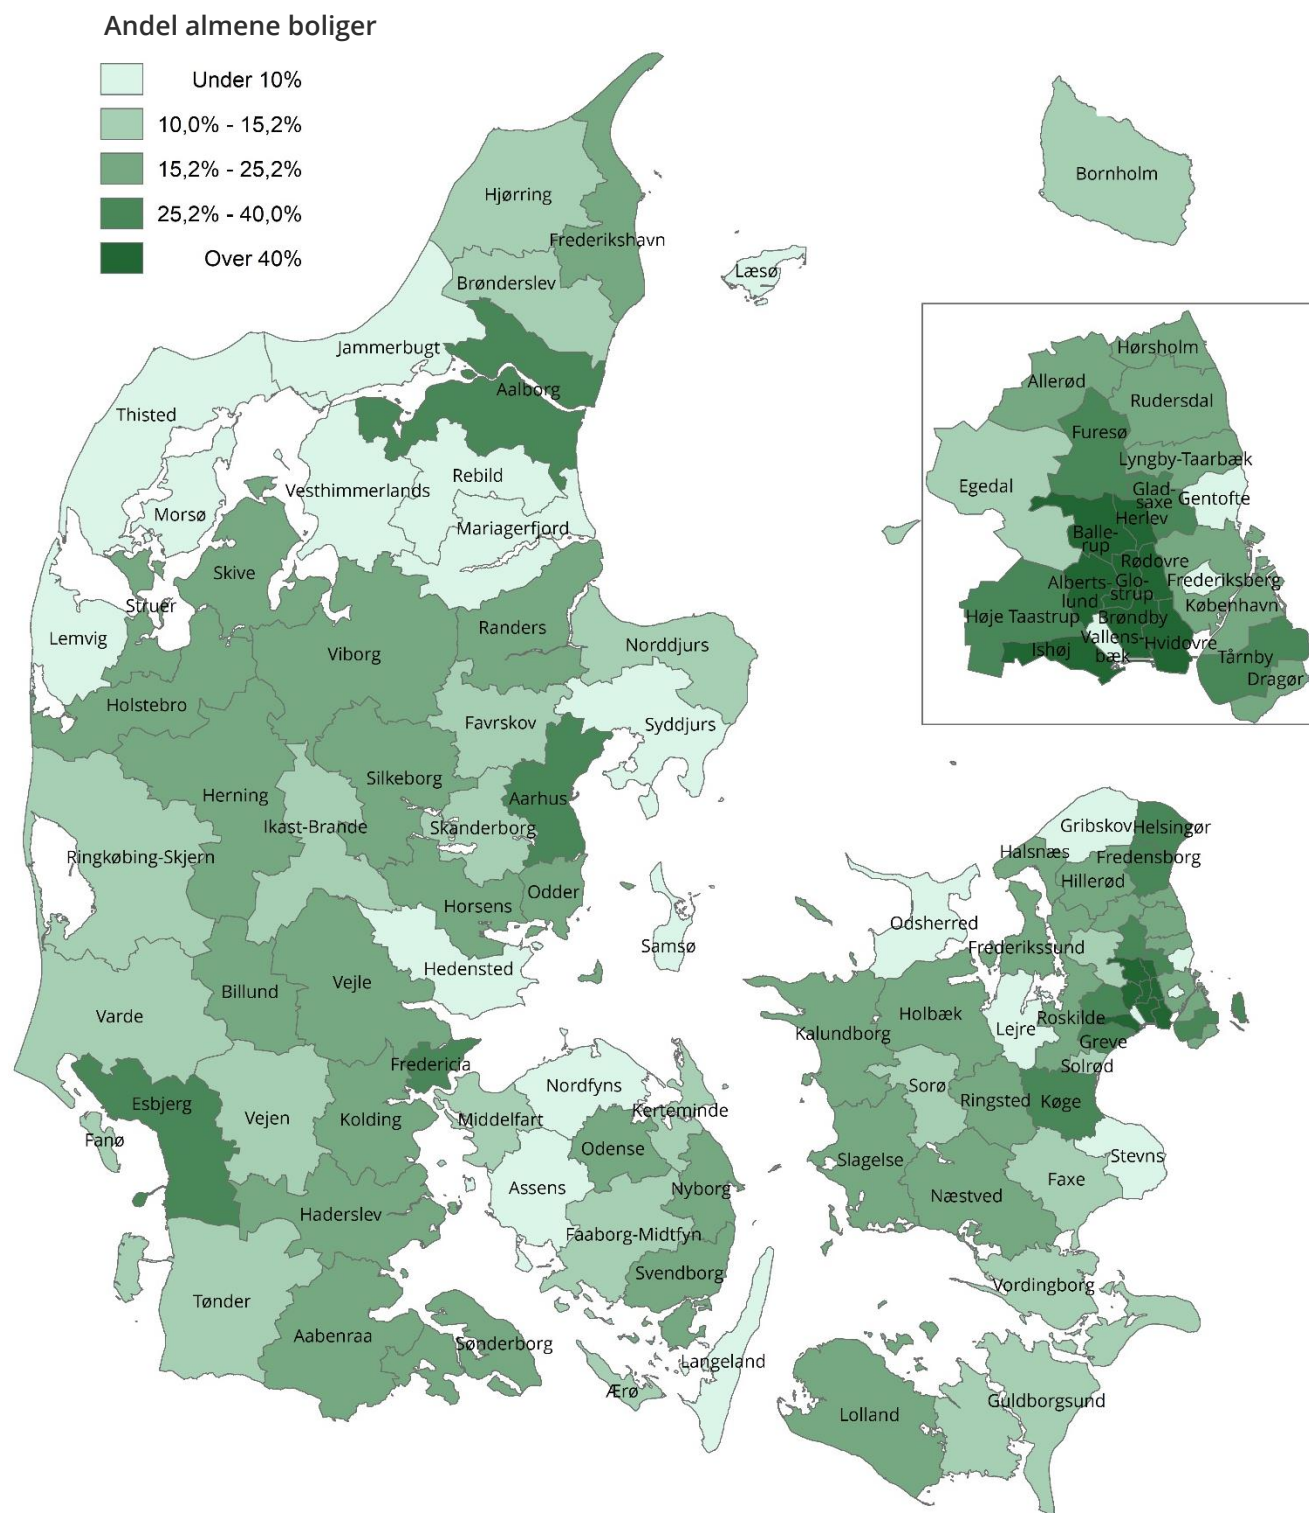 Andel almene boliger
Under 10%
10,0% - 15,2%
15,2% - 25,2%
25,2% - 40,0%
Over 40%
Bornholm
Hjørring
Frederikshavn
Læsø
Brønderslev
Jammerbugt
Aalborg
Thisted
Rebild
Vesthimmerlands
Morsø
Mariagerfjord
Skive
Struer
Lemvig
Randers
Norddjurs
Viborg
Holstebro
Favrskov
Syddjurs
Silkeborg
Herning
Aarhus
Ikast-Brande
Skanderborg
Ringkøbing-Skjern
Odder
Horsens
Samsø
Hedensted
Vejle
Billund
Varde
Fredericia
Esbjerg
Vejen
Kolding
Fanø
Nordfyns
Kerteminde
Middelfart
Odense
Assens
Nyborg
Haderslev
Faaborg-Midtfyn
Svendborg
Tønder
Aabenraa
Sønderborg
Langeland
Ærø
Hørsholm
Allerød
Rudersdal
Furesø
Lyngby-Taarbæk
Egedal
Glad-
saxe
Gentofte
Herlev
Balle-
rup
Rødovre
Frederiksberg
Alberts-
lund
Glo-
strup
København
Høje Taastrup
Brøndby
Vallens-
bæk
Hvidovre
Ishøj
Tårnby
Dragør
Gribskov
Helsingør
Halsnæs
Fredensborg
Hillerød
Odsherred
Frederikssund
Holbæk
Kalundborg
Lejre
Roskilde
Greve
Solrød
Sorø
Ringsted
Køge
Stevns
Slagelse
Næstved
Faxe
Vordingborg
Guldborgsund
Lolland